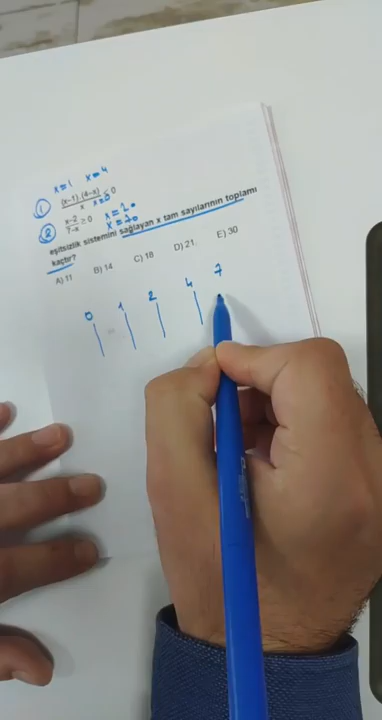 x=1 x=4
1 (x-1).(4-x) / x ≤ 0 x=0
2 x-2 / 7-x ≥ 0 x=2 x=7
eşitsizlik sistemini sağlayan x tam sayılarının toplamı
kaçtır?
A) 11 B) 14 C) 18 D) 21 E) 30
0 1 2 4 7